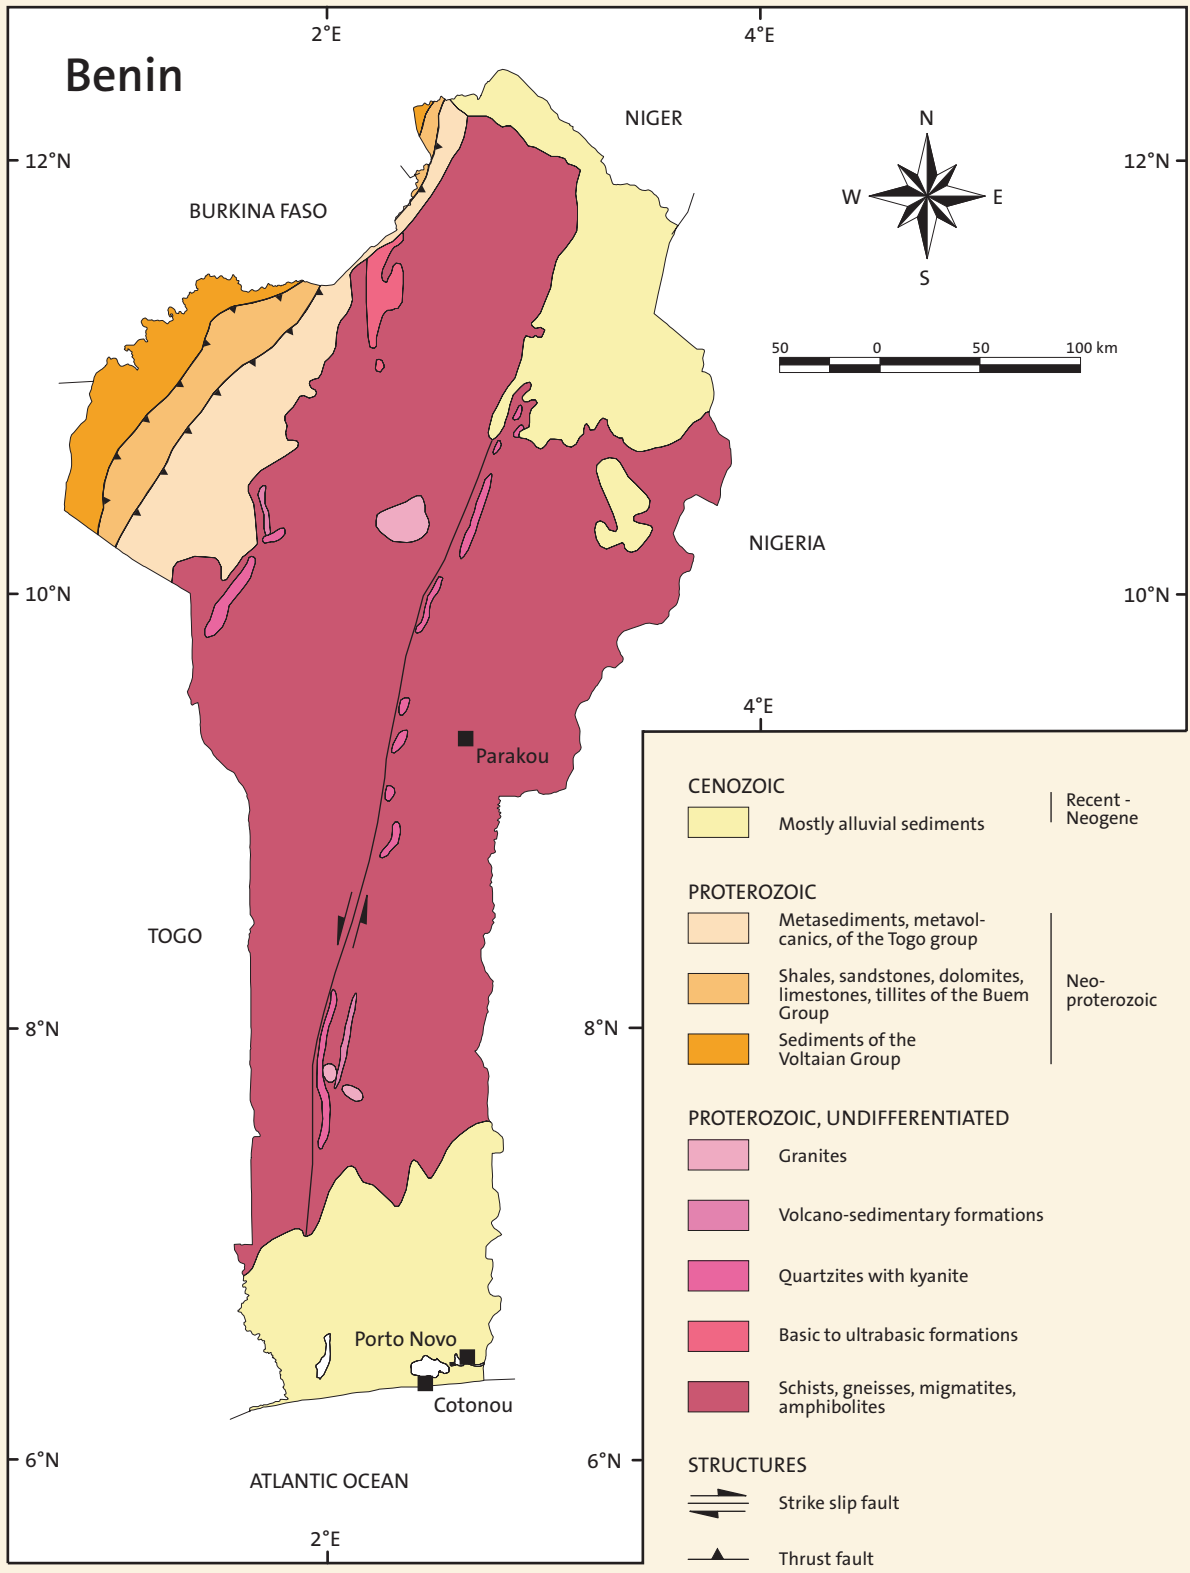 2°E
4°E
Benin
NIGER
N
12°N
12°N
W
E
BURKINA FASO
S
50
0
50
100 km
NIGERIA
10°N
10°N
4°E
Parakou
CENOZOIC
Mostly alluvial sediments
Recent -
Neogene
PROTEROZOIC
Metasediments, metavol-
canics, of the Togo group
TOGO
Shales, sandstones, dolomites,
limestones, tillites of the Buem
Group
Neo-
proterozoic
8°N
8°N
Sediments of the
Voltaian Group
PROTEROZOIC, UNDIFFERENTIATED
Granites
Volcano-sedimentary formations
Quartzites with kyanite
Porto Novo
Basic to ultrabasic formations
Cotonou
Schists, gneisses, migmatites,
amphibolites
6°N
6°N
ATLANTIC OCEAN
STRUCTURES
Strike slip fault
2°E
Thrust fault